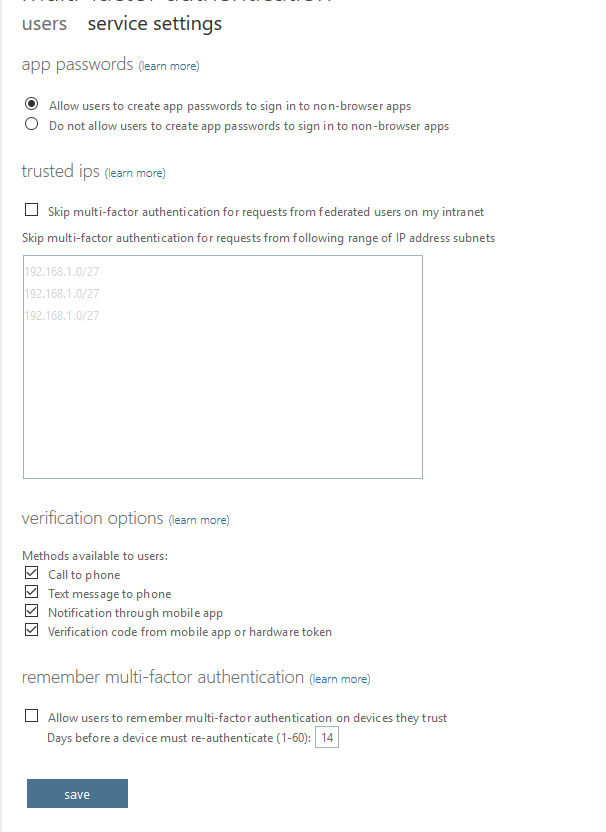 multi-factor authentication
users service settings
app passwords (learn more)
Allow users to create app passwords to sign in to non-browser apps
Do not allow users to create app passwords to sign in to non-browser apps
trusted ips (learn more)
Skip multi-factor authentication for requests from federated users on my intranet
Skip multi-factor authentication for requests from following range of IP address subnets
192.168.1.0/27
192.168.1.0/27
192.168.1.0/27
verification options (learn more)
Methods available to users:
Call to phone
Text message to phone
Notification through mobile app
Verification code from mobile app or hardware token
remember multi-factor authentication (learn more)
Allow users to remember multi-factor authentication on devices they trust
Days before a device must re-authenticate (1-60): 14
save